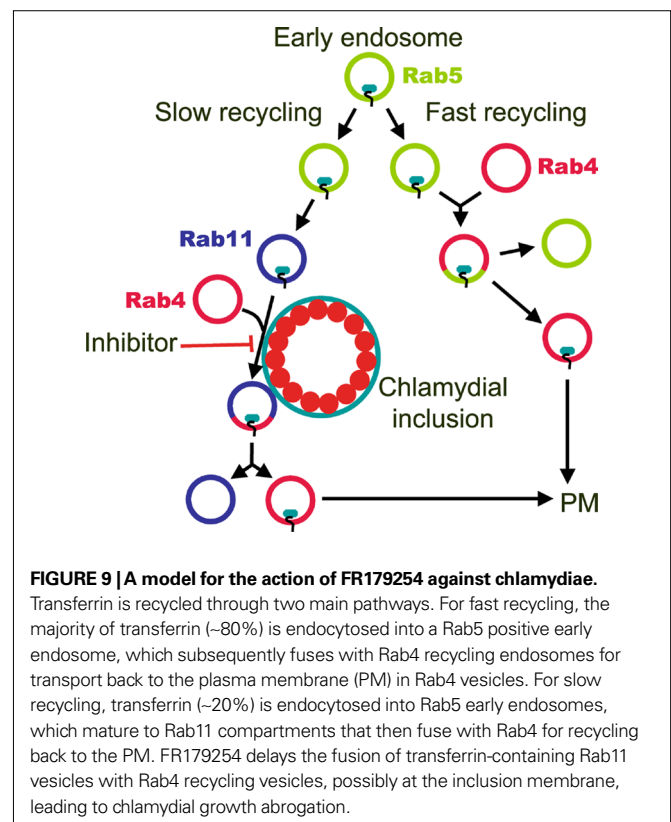 Early endosome
Rab5
Slow recycling
Fast recycling
Rab4
Rab11
Rab4
Inhibitor
Chlamydial
inclusion
PM
FIGURE 9 | A model for the action of FR179254 against chlamydiae.
Transferrin is recycled through two main pathways. For fast recycling, the
majority of transferrin (~80%) is endocytosed into a Rab5 positive early
endosome, which subsequently fuses with Rab4 recycling endosomes for
transport back to the plasma membrane (PM) in Rab4 vesicles. For slow
recycling, transferrin (~20%) is endocytosed into Rab5 early endosomes,
which mature to Rab11 compartments that then fuse with Rab4 for recycling
back to the PM. FR179254 delays the fusion of transferrin-containing Rab11
vesicles with Rab4 recycling vesicles, possibly at the inclusion membrane,
leading to chlamydial growth abrogation.